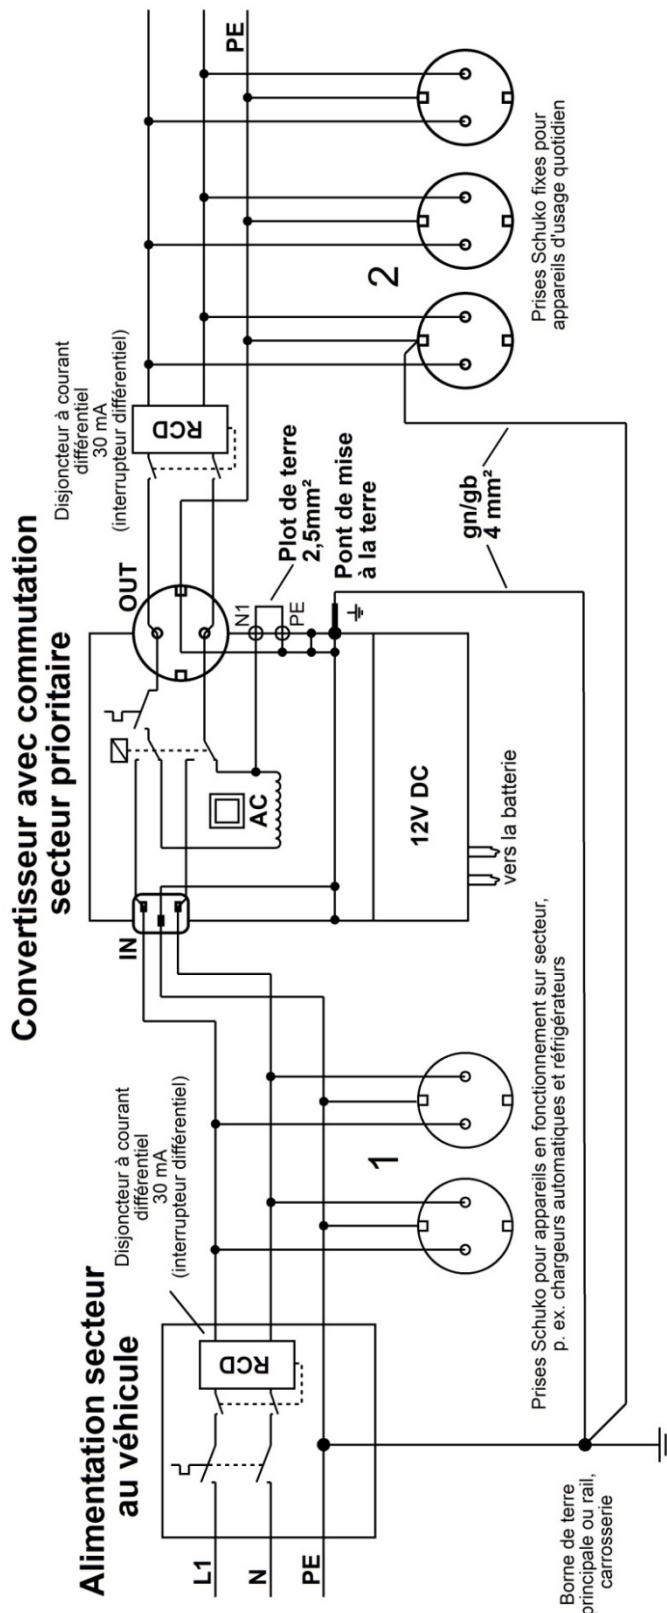 Convertisseur avec commutation
secteur prioritaire
Alimentation secteur
au véhicule
Disjoncteur à courant
différentiel
30 mA
(interrupteur différentiel)
L1
N
PE
RCD
1
Prises Schuko pour appareils en fonctionnement sur secteur,
p. ex. chargeurs automatiques et réfrigérateurs
Borne de terre
principale ou rail,
carrosserie
IN
AC
12V DC
vers la batterie
OUT
N1
PE
Plot de terre
2,5mm²
Pont de mise
à la terre
Disjoncteur à courant
différentiel
30 mA
(interrupteur différentiel)
RCD
PE
gn/gb
4 mm²
2
Prises Schuko fixes pour
appareils d'usage quotidien